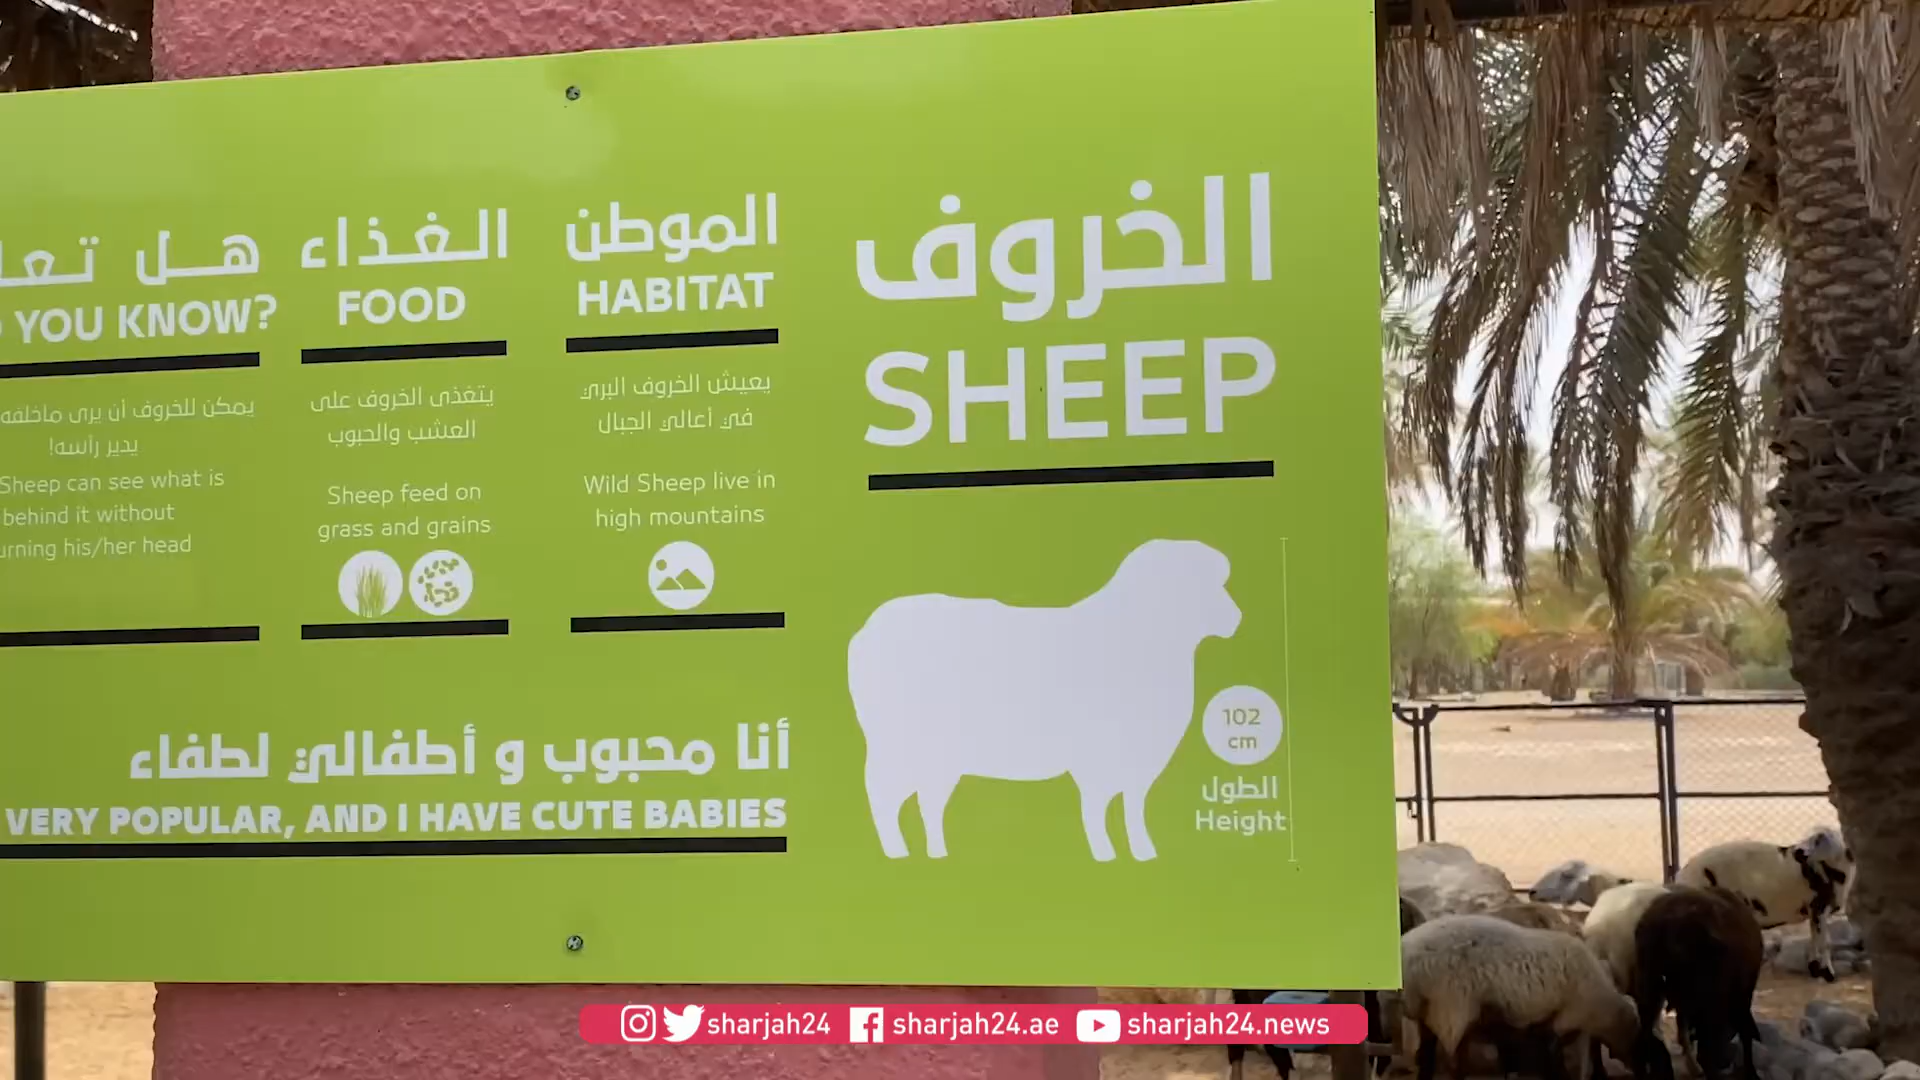 الخروف
SHEEP
102
cm
الطول
Height
الموطن
HABITAT
يعيش الخروف البري
في أعالي الجبال
Wild Sheep live in
high mountains
الغذاء
FOOD
يتغذى الخروف على
العشب والحبوب
Sheep feed on
grass and grains
هل
YOU KNOW?
يمكن للخروف أن يرى ماخلفه
يدير رأسه!
Sheep can see what is
behind it without
his/her head
أنا محبوب و أطفالي لطفاء
VERY POPULAR, AND I HAVE CUTE BABIES
sharjah24 sharjah24.ae sharjah24.news